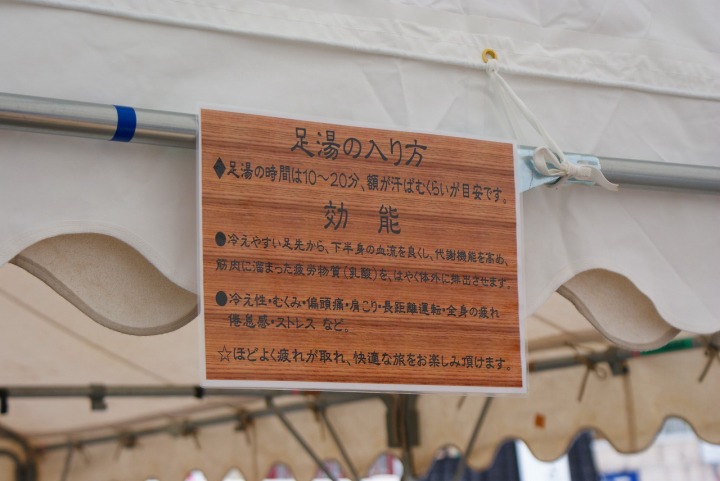 足湯の入り方
◆足湯の時間は10〜20分、額が汗ばむくらいが目安です。
効 能
●冷えやすい足先から、下半身の血流を良くし、代謝機能を高め、
筋肉に溜まった疲労物質(乳酸)を、はやく体外に排出させます。
●冷え性・むくみ・偏頭痛・肩こり・長距離運転・全身の疲れ
倦怠感・ストレス など。
☆ほどよく疲れが取れ、快適な旅をお楽しみ頂けます。